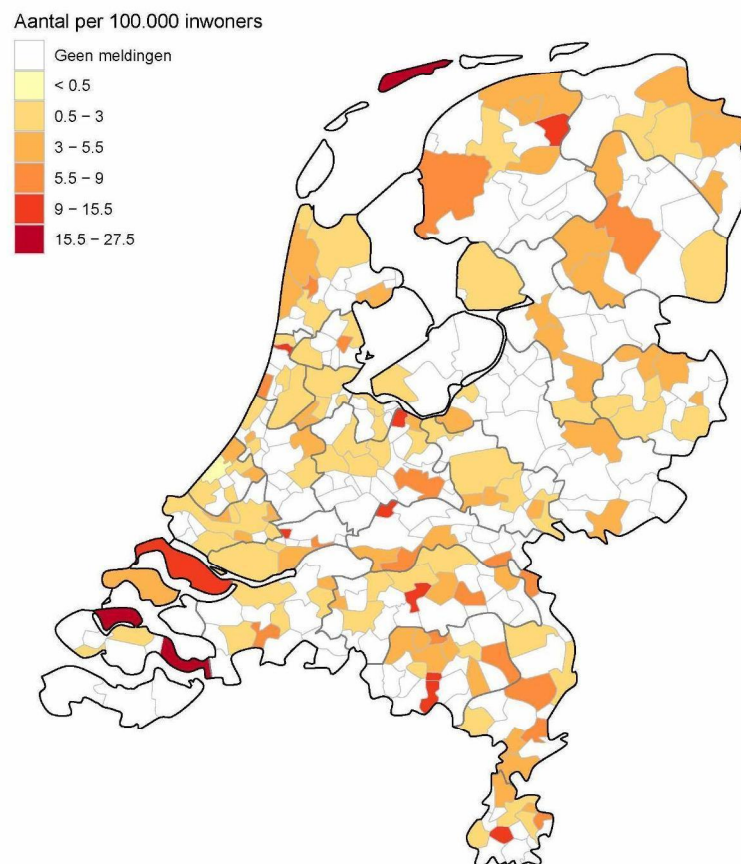 Aantal per 100.000 inwoners
Geen meldingen
< 0.5
0.5 – 3
3 – 5.5
5.5 – 9
9 – 15.5
15.5 – 27.5